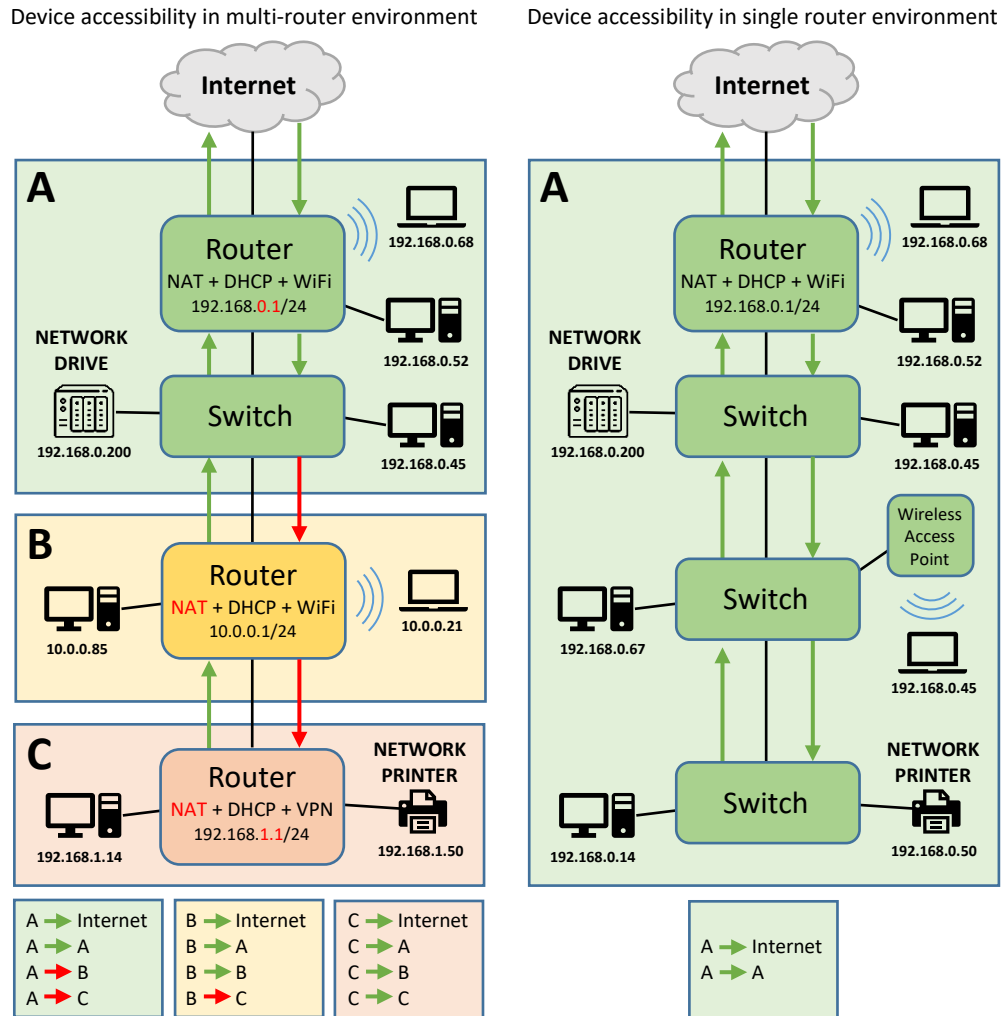 Device accessibility in multi-router environment
Internet
A
Router
NAT + DHCP + WiFi
192.168.0.1/24
192.168.0.68
192.168.0.52
NETWORK
DRIVE
192.168.0.200
Switch
192.168.0.45
B
Router
NAT + DHCP + WiFi
10.0.0.1/24
10.0.0.85
10.0.0.21
C
Router
NAT + DHCP + VPN
192.168.1.1/24
192.168.1.14
NETWORK
PRINTER
192.168.1.50
A Internet
A A
A B
A C
B Internet
B A
B B
B C
C Internet
C A
C B
C C
Device accessibility in single router environment
Internet
A
Router
NAT + DHCP + WiFi
192.168.0.1/24
192.168.0.68
192.168.0.52
NETWORK
DRIVE
192.168.0.200
Switch
192.168.0.45
Wireless
Access
Point
Switch
192.168.0.67
192.168.0.45
Switch
192.168.0.14
NETWORK
PRINTER
192.168.0.50
A Internet
A A